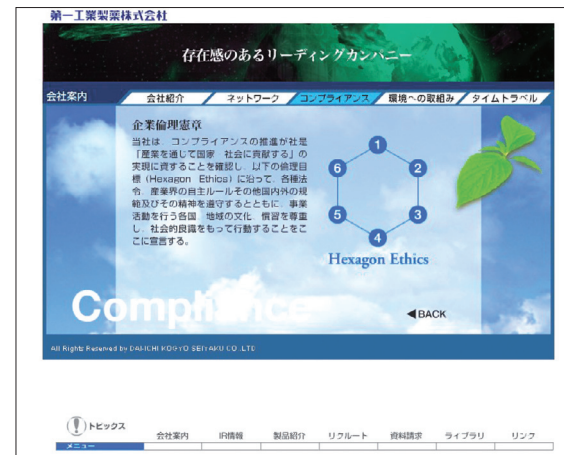 第一工業製薬株式会社
存在感のあるリーディングカンパニー
会社案内
会社紹介 ネットワーク コンプライアンス 環境への取組み タイムトラベル
企業倫理憲章
当社は、コンプライアンスの推進が社是
「産業を通じて国家、社会に貢献する」の
実現に資することを確認し、以下の倫理目
標（Hexagon Ethics）に沿って、各種法
令、産業界の自主ルールその他国内外の規
範及びその精神を遵守するとともに、事業
活動を行う各国、地域の文化、慣習を尊重
し、社会的良識をもって行動することをこ
こに宣言する。
1
6 2
5 3
4
Hexagon Ethics
Compliance
◀BACK
All Rights Reserved by DAI-ICHI KOGYO SEIYAKU CO.,LTD
トピックス
会社案内 IR情報 製品紹介 リクルート 資料請求 ライブラリ リンク
メニュー